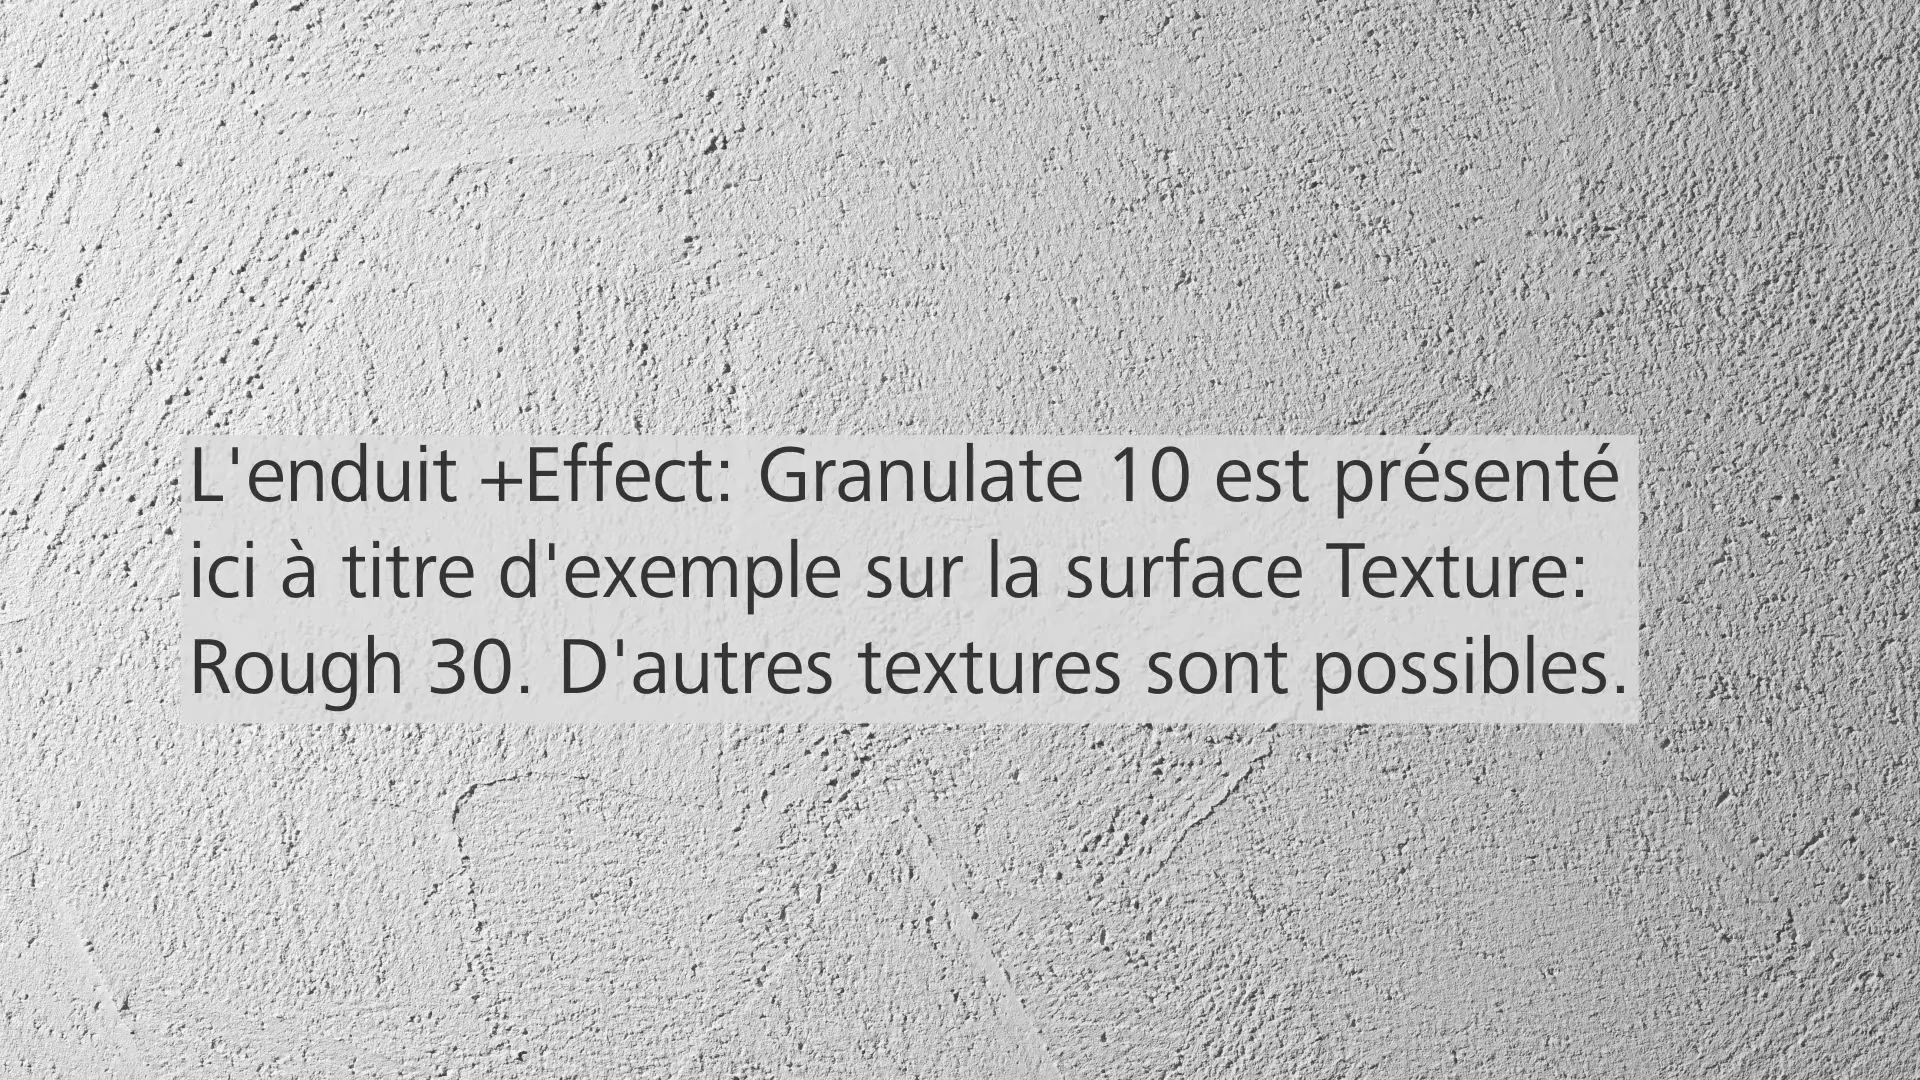 L'enduit +Effect: Granulate 10 est présenté
ici à titre d'exemple sur la surface Texture:
Rough 30. D'autres textures sont possibles.